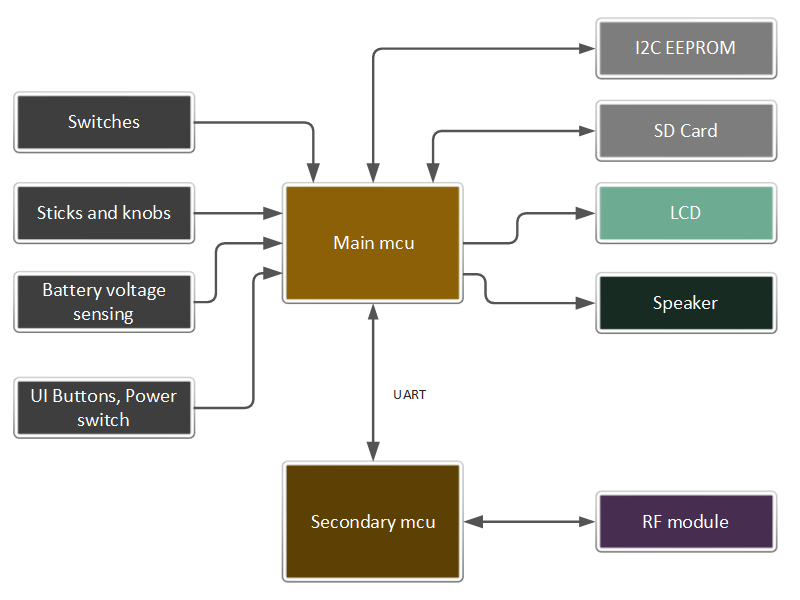 I2C EEPROM
Switches
SD Card
Sticks and knobs
Main mcu
LCD
Battery voltage
sensing
Speaker
UI Buttons, Power
switch
UART
Secondary mcu
RF module